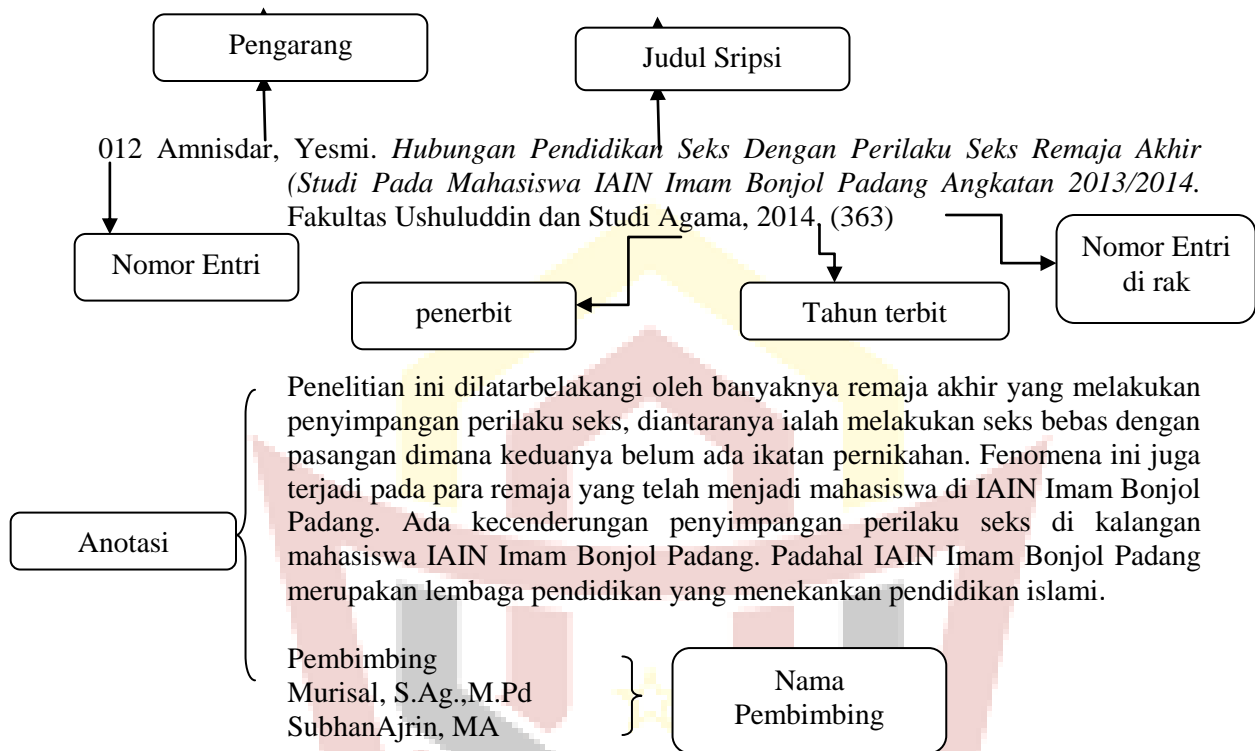 Pengarang
Judul Sripsi
012 Amnisdar, Yesmi. Hubungan Pendidikan Seks Dengan Perilaku Seks Remaja Akhir
(Studi Pada Mahasiswa IAIN Imam Bonjol Padang Angkatan 2013/2014.
Fakultas Ushuluddin dan Studi Agama, 2014. (363)
Nomor Entri
penerbit
Tahun terbit
Nomor Entri
di rak
Anotasi
Penelitian ini dilatarbelakangi oleh banyaknya remaja akhir yang melakukan
penyimpangan perilaku seks, diantaranya ialah melakukan seks bebas dengan
pasangan dimana keduanya belum ada ikatan pernikahan. Fenomena ini juga
terjadi pada para remaja yang telah menjadi mahasiswa di IAIN Imam Bonjol
Padang. Ada kecenderungan penyimpangan perilaku seks di kalangan
mahasiswa IAIN Imam Bonjol Padang. Padahal IAIN Imam Bonjol Padang
merupakan lembaga pendidikan yang menekankan pendidikan islami.
Pembimbing
Murisal, S.Ag.,M.Pd
SubhanAjrin, MA
Nama
Pembimbing